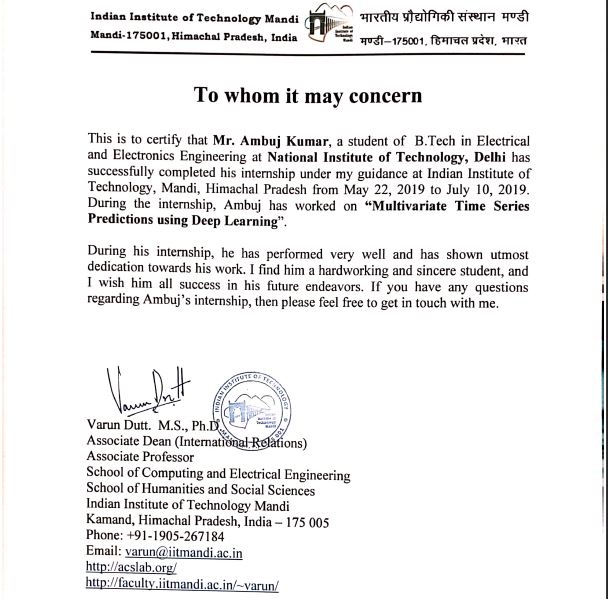 Indian Institute of Technology Mandi
Mandi-175001, Himachal Pradesh, India
Indian
Institute of
Technology
Mandi
भारतीय प्रौद्योगिकी संस्थान मण्डी
मण्डी–175001, हिमाचल प्रदेश, भारत
To whom it may concern
This is to certify that Mr. Ambuj Kumar, a student of B.Tech in Electrical
and Electronics Engineering at National Institute of Technology, Delhi has
successfully completed his internship under my guidance at Indian Institute of
Technology, Mandi, Himachal Pradesh from May 22, 2019 to July 10, 2019.
During the internship, Ambuj has worked on “Multivariate Time Series
Predictions using Deep Learning”.
During his internship, he has performed very well and has shown utmost
dedication towards his work. I find him a hardworking and sincere student, and
I wish him all success in his future endeavors. If you have any questions
regarding Ambuj’s internship, then please feel free to get in touch with me.
Varun Dutt
INDIAN INSTITUTE OF TECHNOLOGY
Varun Dutt. M.S., Ph.D.
Associate Dean (International Relations)
Associate Professor
School of Computing and Electrical Engineering
School of Humanities and Social Sciences
Indian Institute of Technology Mandi
Kamand, Himachal Pradesh, India – 175 005
Phone: +91-1905-267184
Email: varun@iitmandi.ac.in
http://acslab.org/
http://faculty.iitmandi.ac.in/~varun/